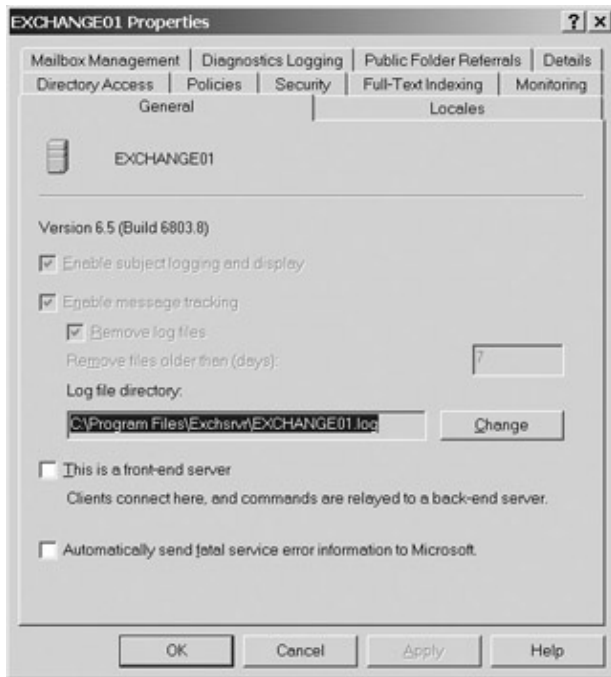 EXCHANGE01 Properties
Mailbox Management
Diagnostics Logging
Public Folder Referrals
Details
Directory Access
Policies
Security
Full-Text Indexing
Monitoring
General
Locales
EXCHANGE01
Version 6.5 (Build 6803.8)
Enable subject logging and display
Enable message tracking
Remove log files
Remove files older than (days):
7
Log file directory:
C:\Program Files\Exchsrvr\EXCHANGE01.log
Change
This is a front-end server
Clients connect here, and commands are relayed to a back-end server.
Automatically send fatal service error information to Microsoft.
OK
Cancel
Apply
Help